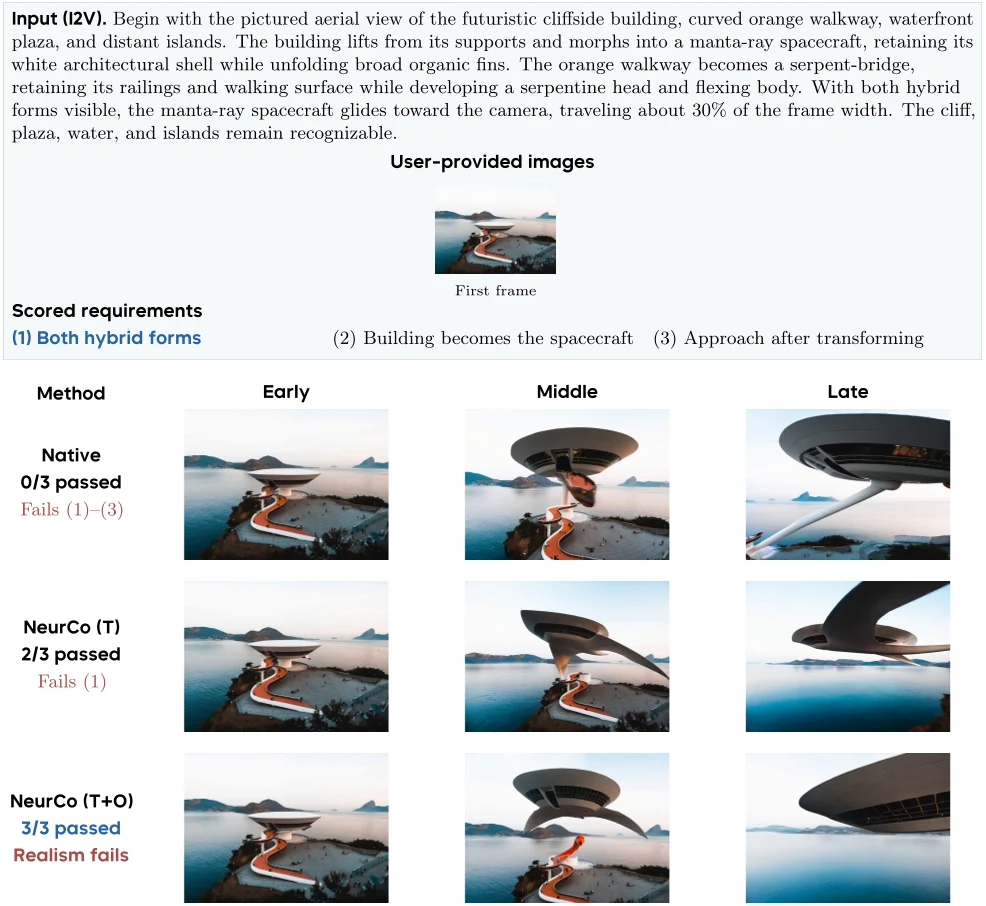 Input (I2V). Begin with the pictured aerial view of the futuristic cliffside building, curved orange walkway, waterfront
plaza, and distant islands. The building lifts from its supports and morphs into a manta-ray spacecraft, retaining its
white architectural shell while unfolding broad organic fins. The orange walkway becomes a serpent-bridge,
retaining its railings and walking surface while developing a serpentine head and flexing body. With both hybrid
forms visible, the manta-ray spacecraft glides toward the camera, traveling about 30% of the frame width. The cliff,
plaza, water, and islands remain recognizable.
User-provided images
First frame
Scored requirements
(1) Both hybrid forms (2) Building becomes the spacecraft (3) Approach after transforming
Method Early Middle Late
Native
0/3 passed
Fails (1)–(3)
NeurCo (T)
2/3 passed
Fails (1)
NeurCo (T+O)
3/3 passed
Realism fails